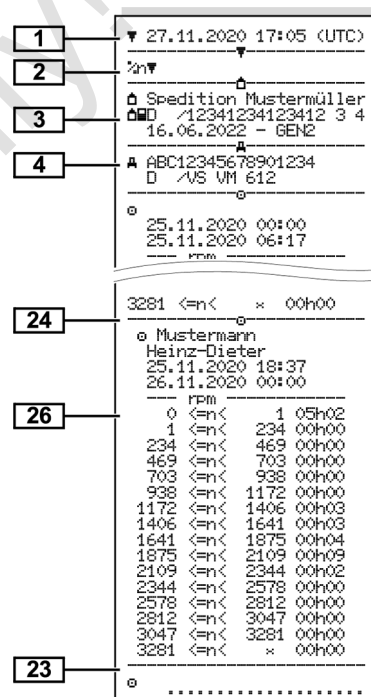 1
▼ 27.11.2020 17:05 (UTC)
2
%n▼
3
Spedition Mustermüller
D /12341234123412 3 4
16.06.2022 - GEN2
4
A ABC12345678901234
D /VS VM 612
25.11.2020 00:00
25.11.2020 06:17
--- rpm ---
3281 <=n< × 00h00
24
Mustermann
Heinz-Dieter
25.11.2020 18:37
26.11.2020 00:00
26
--- rpm ---
0 <=n< 1 05h02
1 <=n< 234 00h00
234 <=n< 469 00h00
469 <=n< 703 00h00
703 <=n< 938 00h00
938 <=n< 1172 00h00
1172 <=n< 1406 00h03
1406 <=n< 1641 00h03
1641 <=n< 1875 00h04
1875 <=n< 2109 00h09
2109 <=n< 2344 00h02
2344 <=n< 2578 00h00
2578 <=n< 2812 00h00
2812 <=n< 3047 00h00
3047 <=n< 3281 00h00
3281 <=n< × 00h00
23